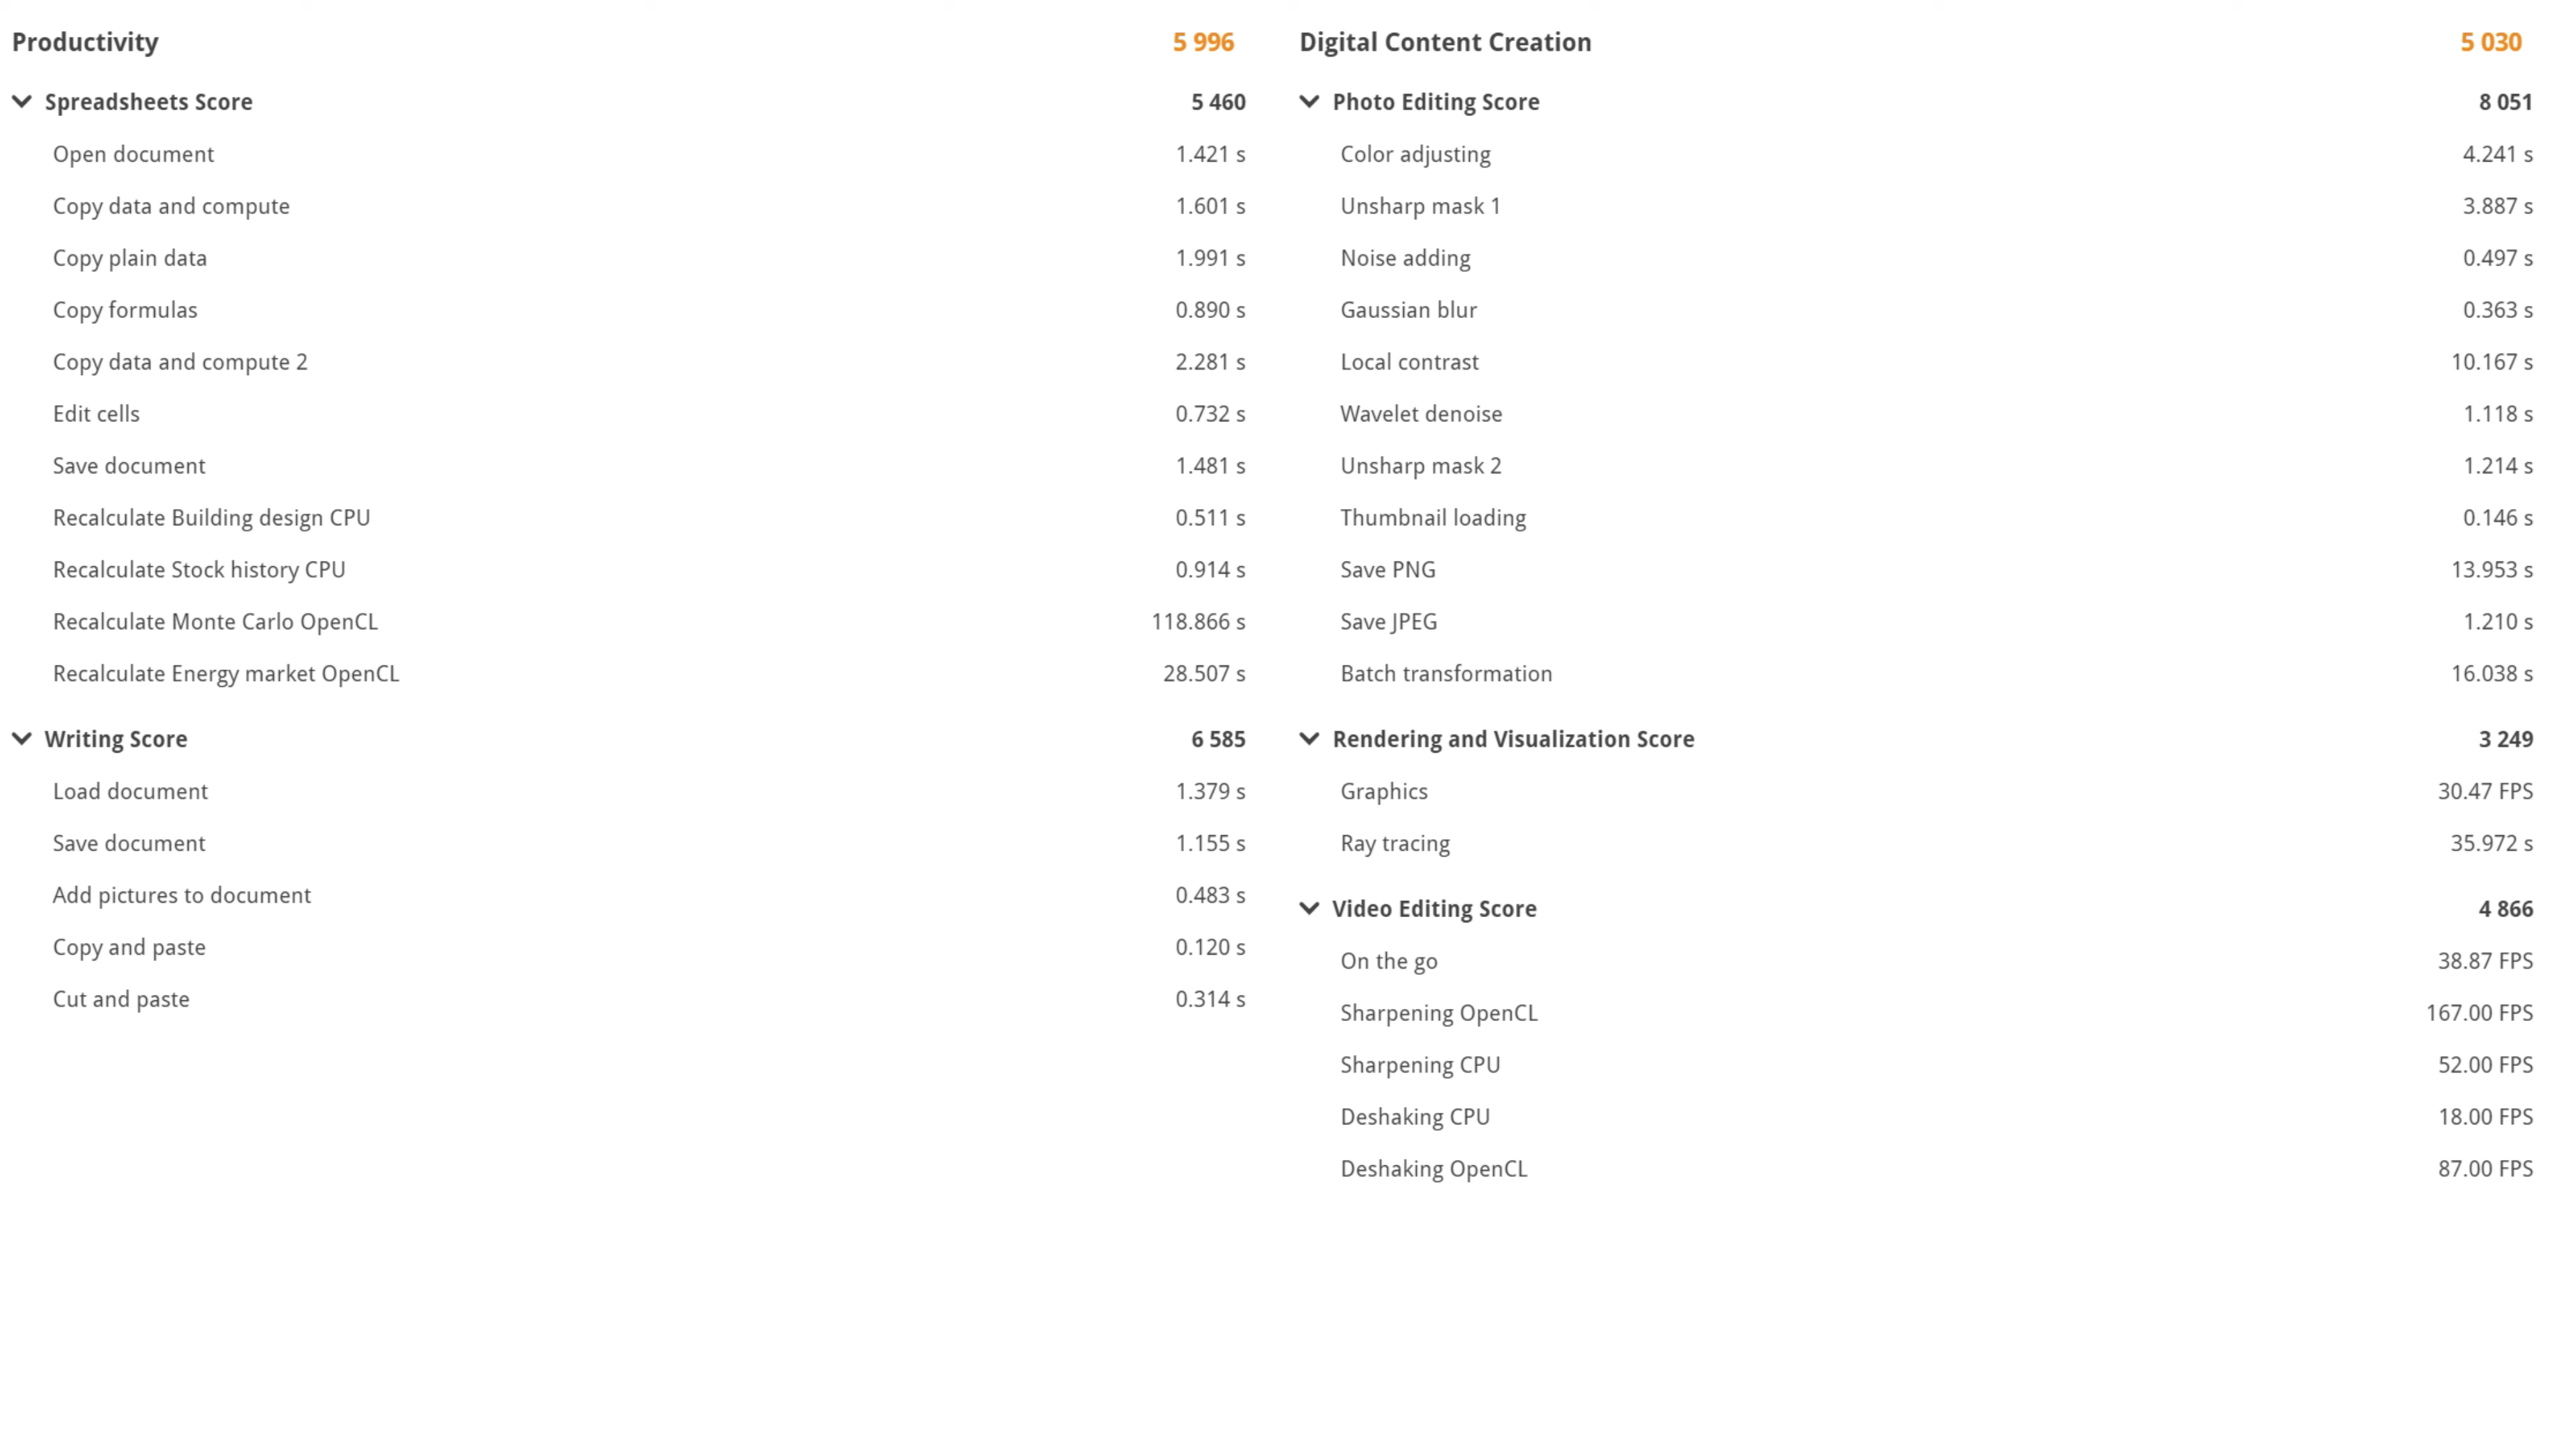 Productivity 5 996
Spreadsheets Score 5 460
Open document 1.421 s
Copy data and compute 1.601 s
Copy plain data 1.991 s
Copy formulas 0.890 s
Copy data and compute 2 2.281 s
Edit cells 0.732 s
Save document 1.481 s
Recalculate Building design CPU 0.511 s
Recalculate Stock history CPU 0.914 s
Recalculate Monte Carlo OpenCL 118.866 s
Recalculate Energy market OpenCL 28.507 s
Writing Score 6 585
Load document 1.379 s
Save document 1.155 s
Add pictures to document 0.483 s
Copy and paste 0.120 s
Cut and paste 0.314 s
Digital Content Creation 5 030
Photo Editing Score 8 051
Color adjusting 4.241 s
Unsharp mask 1 3.887 s
Noise adding 0.497 s
Gaussian blur 0.363 s
Local contrast 10.167 s
Wavelet denoise 1.118 s
Unsharp mask 2 1.214 s
Thumbnail loading 0.146 s
Save PNG 13.953 s
Save JPEG 1.210 s
Batch transformation 16.038 s
Rendering and Visualization Score 3 249
Graphics 30.47 FPS
Ray tracing 35.972 s
Video Editing Score 4 866
On the go 38.87 FPS
Sharpening OpenCL 167.00 FPS
Sharpening CPU 52.00 FPS
Deshaking CPU 18.00 FPS
Deshaking OpenCL 87.00 FPS